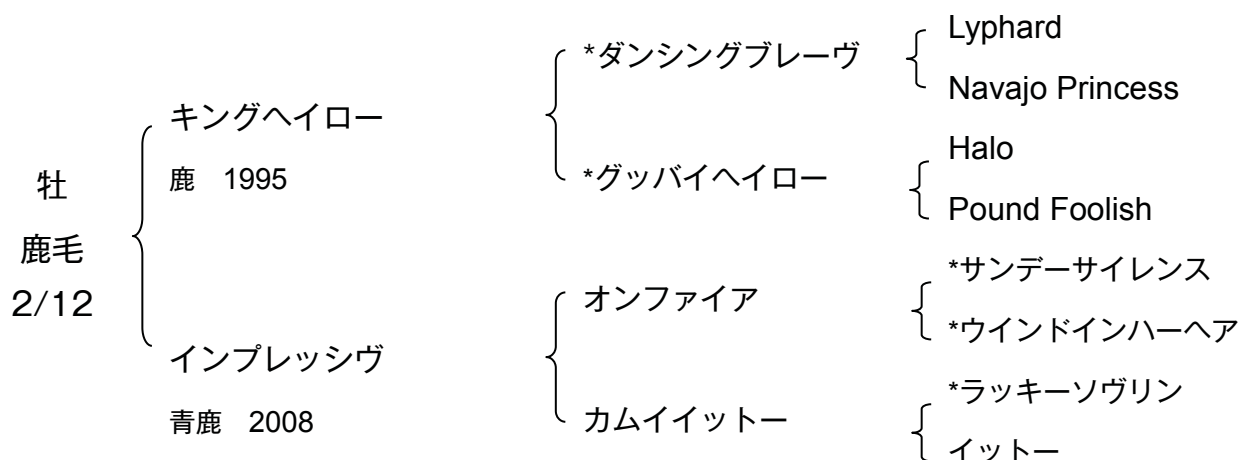 牡
鹿毛
2/12
キングヘイロー
鹿　1995
インプレッシヴ
青鹿　2008
*ダンシングブレーヴ
*グッバイヘイロー
オンファイア
カムイイットー
Lyphard
Navajo Princess
Halo
Pound Foolish
*サンデーサイレンス
*ウインドインハーヘア
*ラッキーソヴリン
イットー